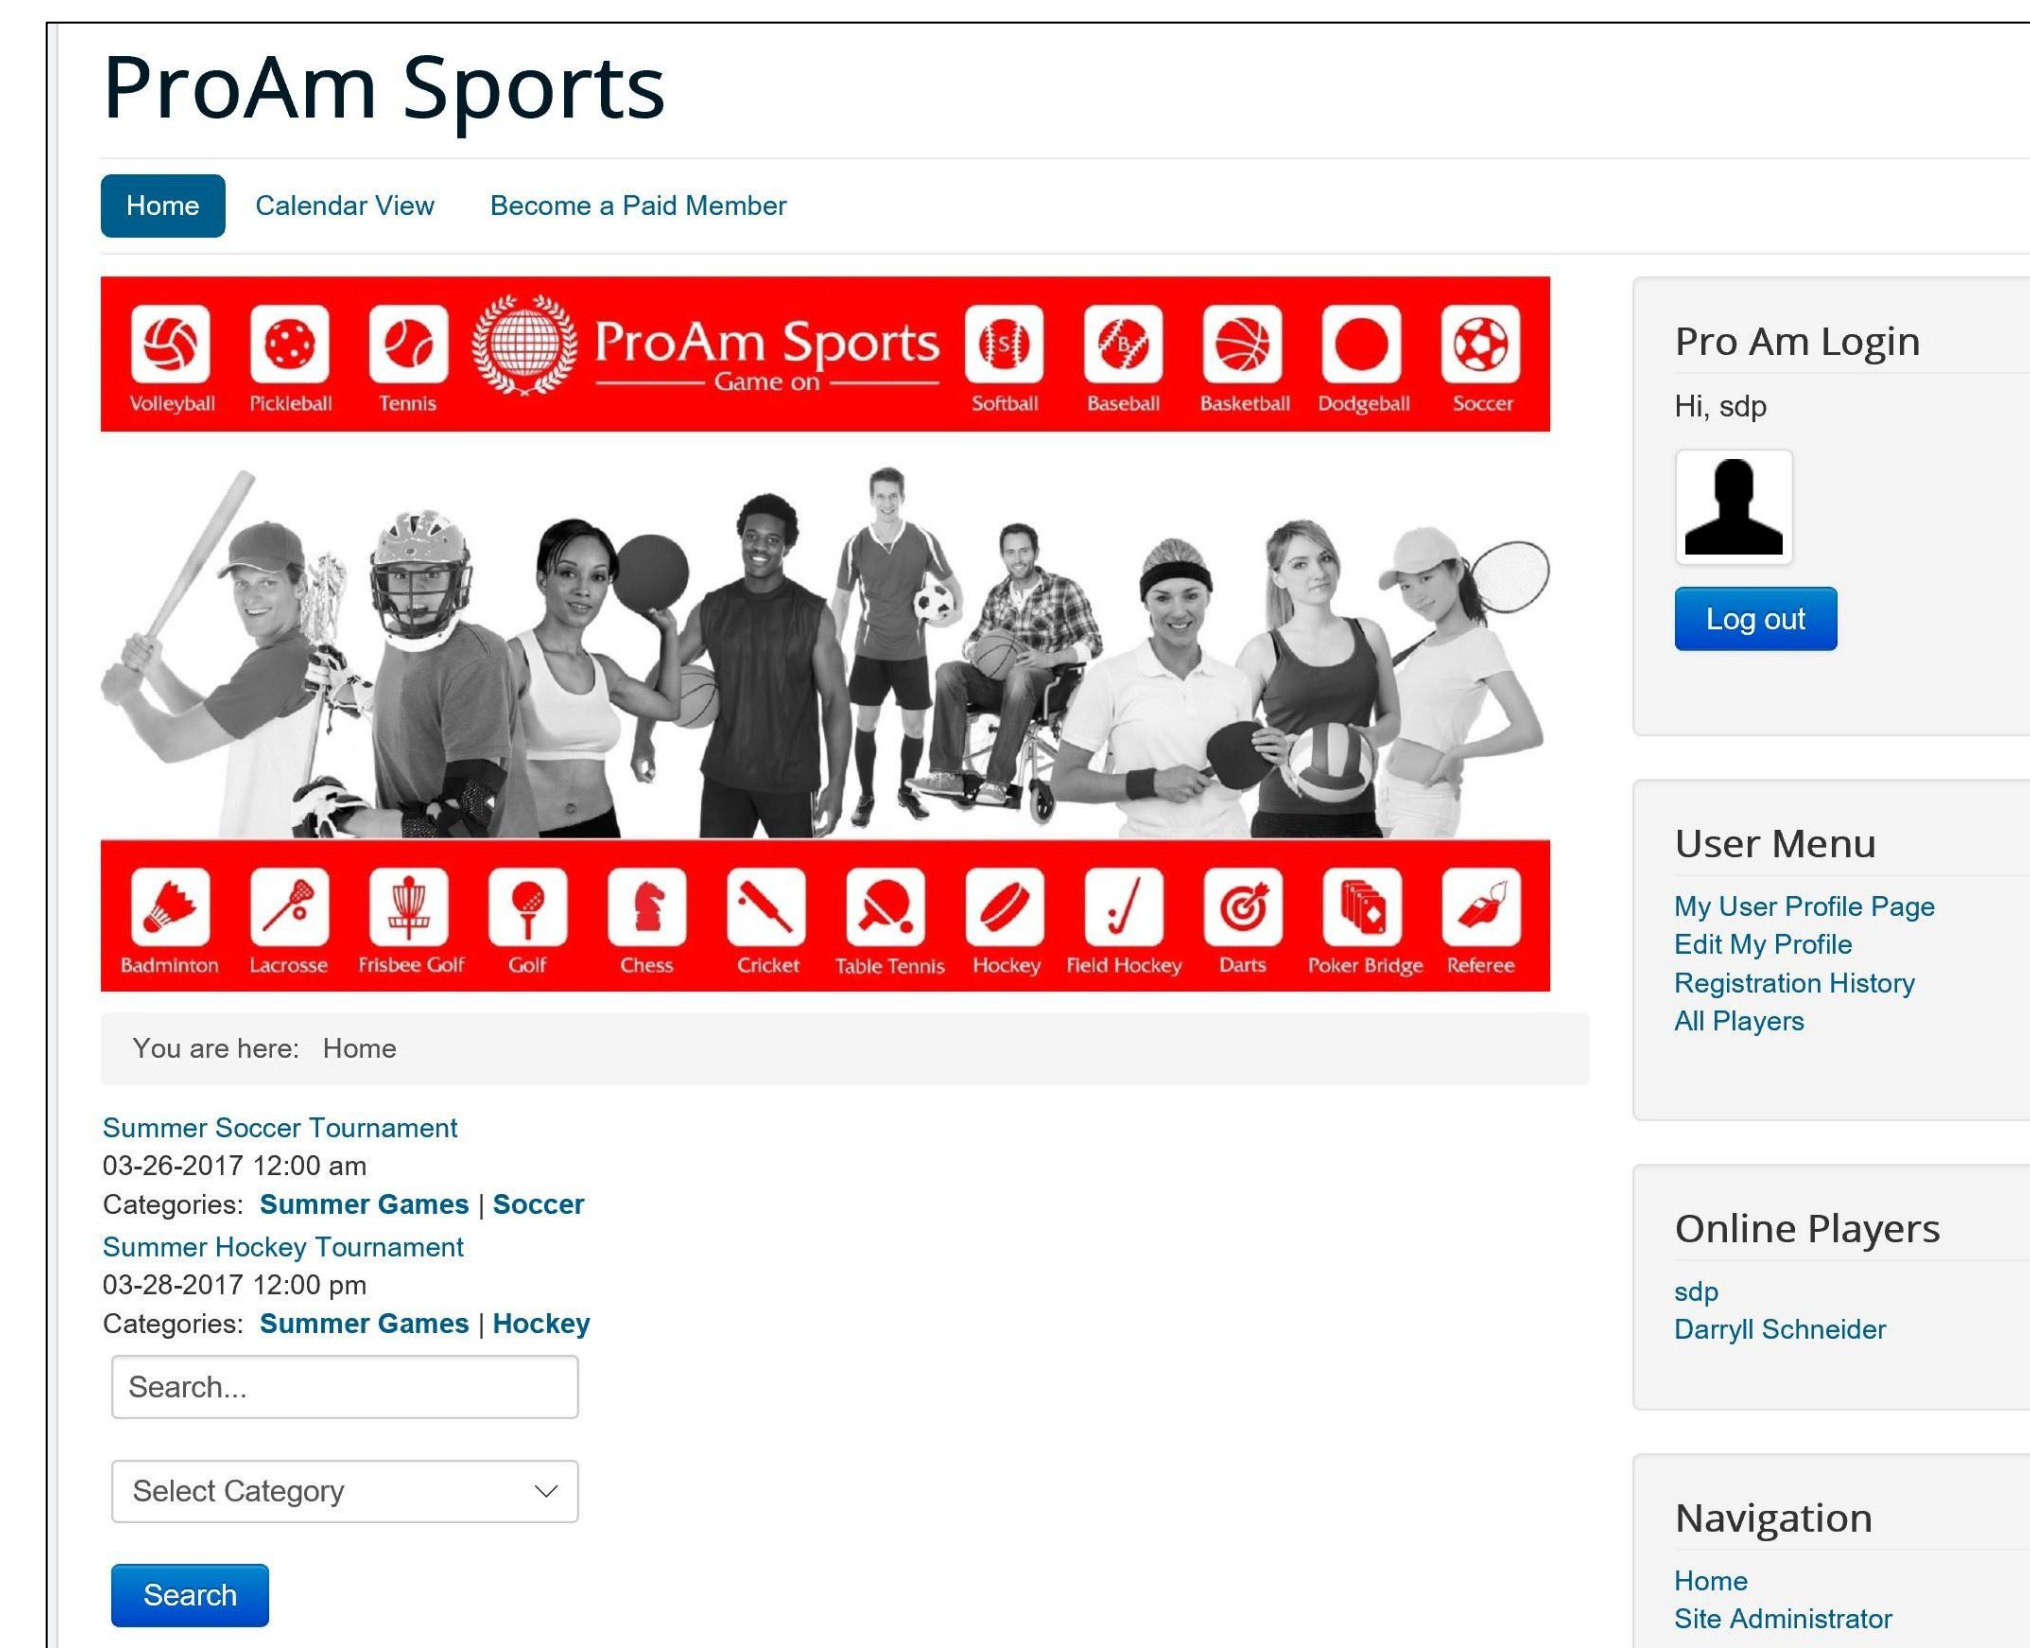 ProAm Sports
Home Calendar View Become a Paid Member
ProAm Sports
Game on
Volleyball Pickleball Tennis Softball Baseball Basketball Dodgeball Soccer
S B
Badminton Lacrosse Frisbee Golf Golf Chess Cricket Table Tennis Hockey Field Hockey Darts Poker Bridge Referee
You are here: Home
Summer Soccer Tournament
03-26-2017 12:00 am
Categories: Summer Games | Soccer
Summer Hockey Tournament
03-28-2017 12:00 pm
Categories: Summer Games | Hockey
Search...
Select Category
Search
Pro Am Login
Hi, sdp
Log out
User Menu
My User Profile Page
Edit My Profile
Registration History
All Players
Online Players
sdp
Darryll Schneider
Navigation
Home
Site Administrator